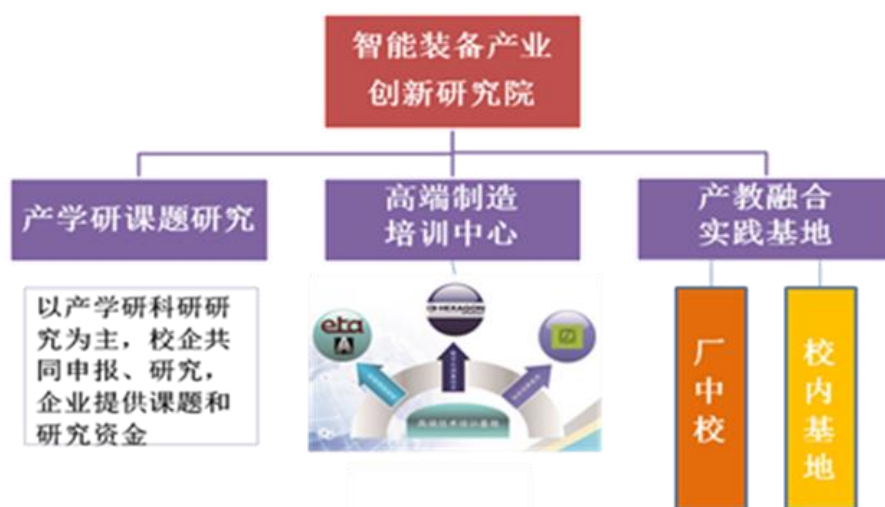 智能装备产业
创新研究院
产学研课题研究
高端制造
培训中心
产教融合
实践基地
以产学研科研研
究为主，校企共
同申报、研究，
企业提供课题和
研究资金
eta
HEXAGON
厂中校
校内基地